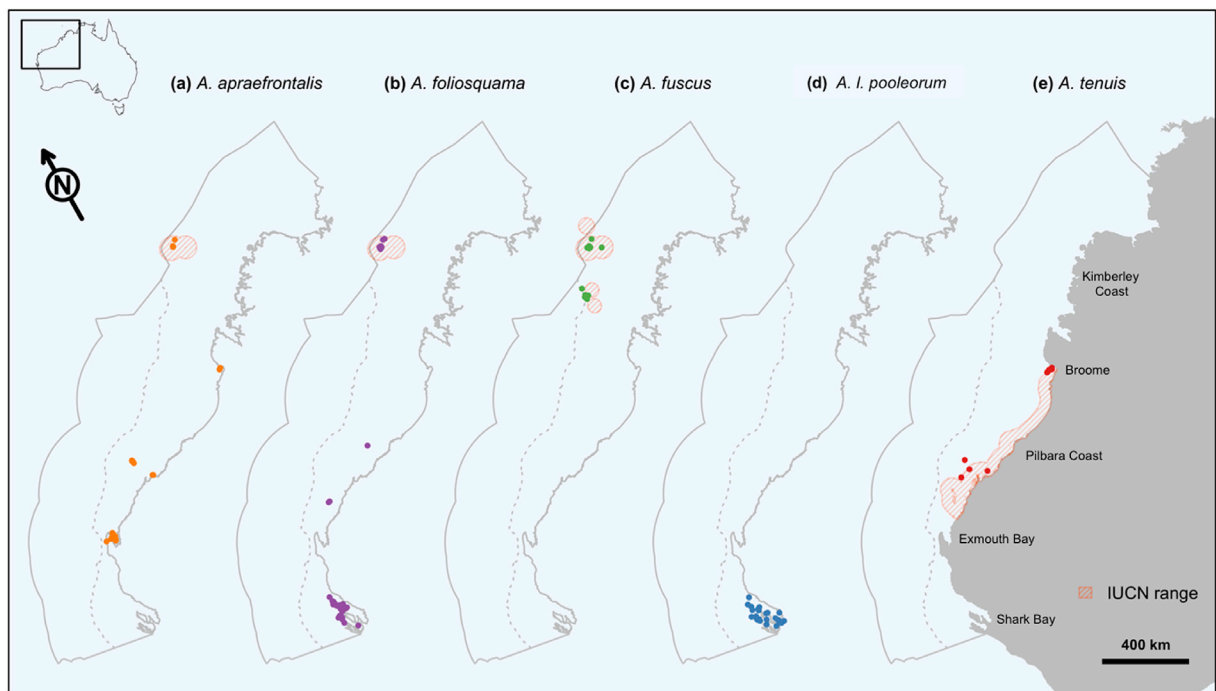 (a) A. apraefrontalis
(b) A. foliosquama
(c) A. fuscus
(d) A. l. pooleorum
(e) A. tenuis
N
Kimberley
Coast
Broome
Pilbara Coast
Exmouth Bay
IUCN range
Shark Bay
400 km